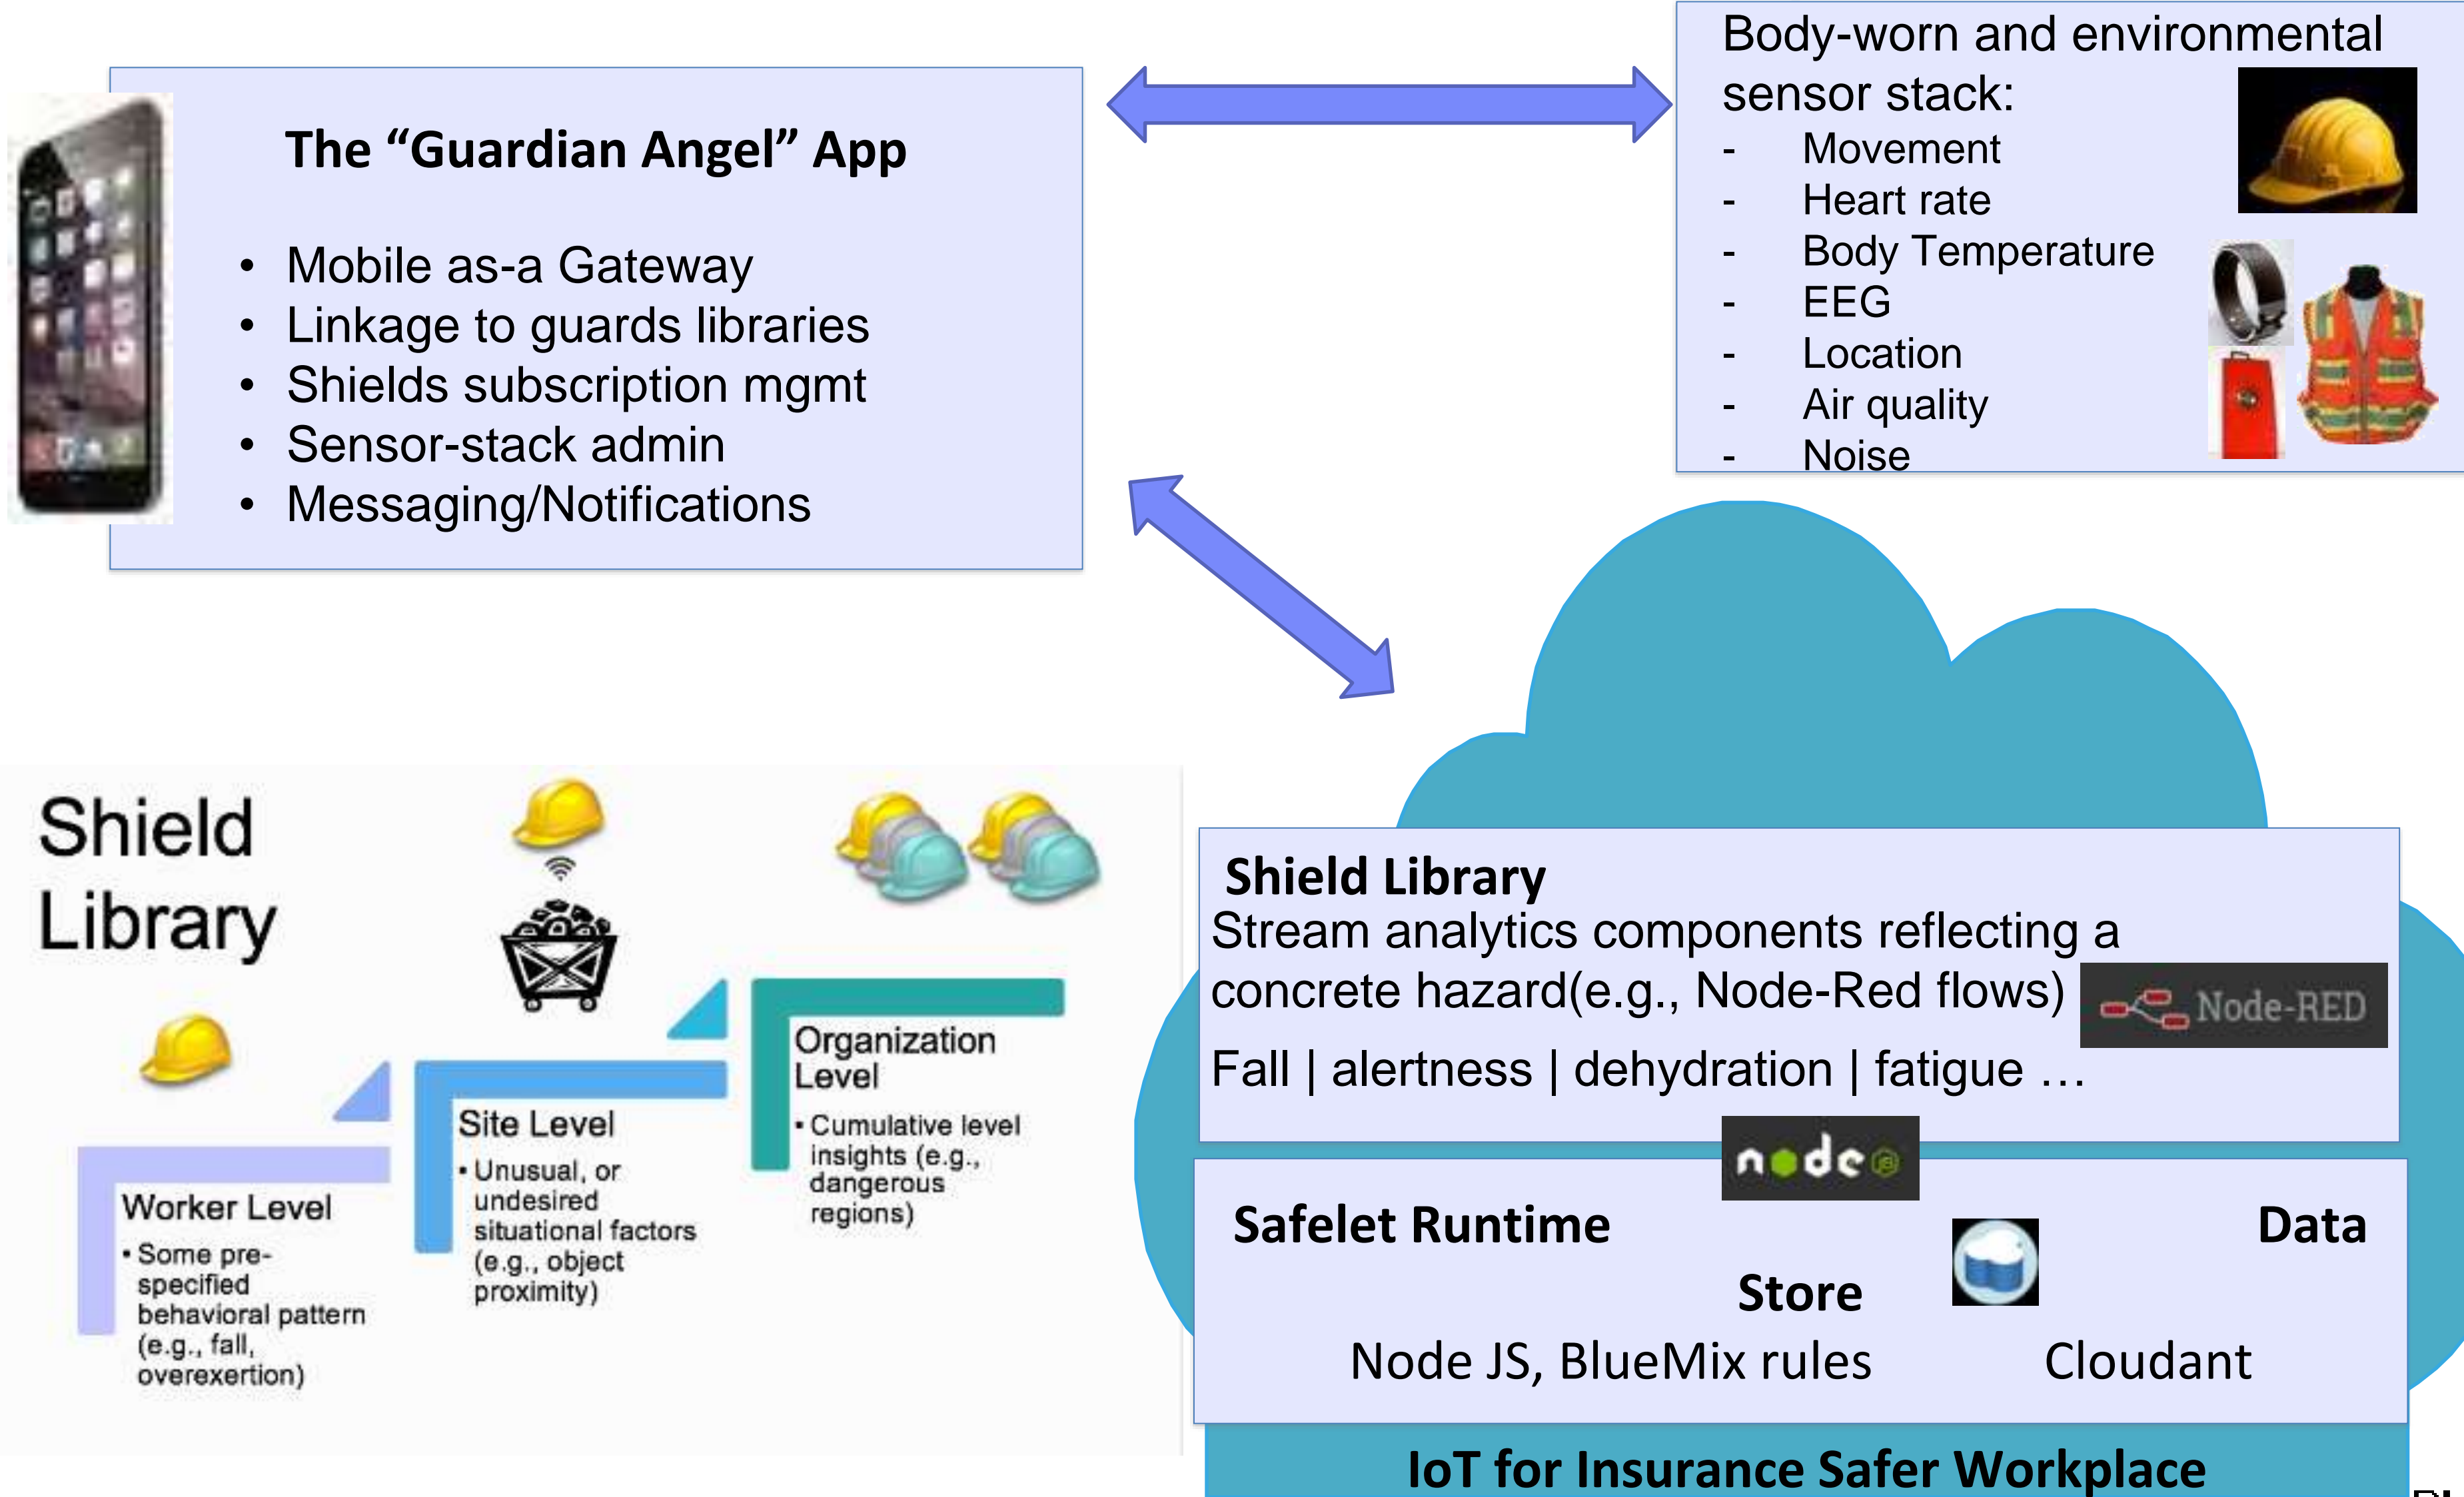 The “Guardian Angel” App
• Mobile as-a Gateway
• Linkage to guards libraries
• Shields subscription mgmt
• Sensor-stack admin
• Messaging/Notifications
Body-worn and environmental
sensor stack:
- Movement
- Heart rate
- Body Temperature
- EEG
- Location
- Air quality
- Noise
Shield
Library
Worker Level
• Some pre-
specified
behavioral pattern
(e.g., fall,
overexertion)
Site Level
• Unusual, or
undesired
situational factors
(e.g., object
proximity)
Organization
Level
• Cumulative level
insights (e.g.,
dangerous
regions)
Shield Library
Stream analytics components reflecting a
concrete hazard(e.g., Node-Red flows)
Node-RED
Fall | alertness | dehydration | fatigue …
node
Safelet Runtime Data
Store
Node JS, BlueMix rules Cloudant
IoT for Insurance Safer Workplace